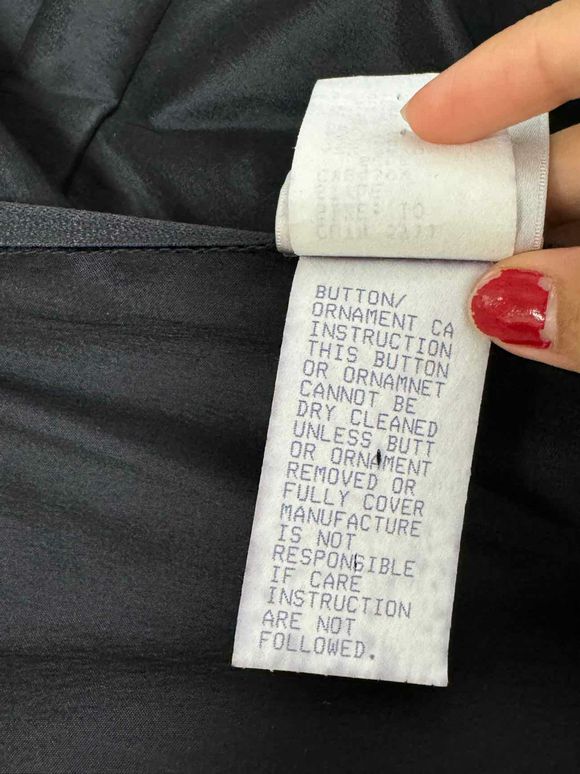 BUTTON/
ORNAMENT CA
INSTRUCTION
THIS BUTTON
OR ORNAMNET
CANNOT BE
DRY CLEANED
UNLESS BUTT
OR ORNAMENT
REMOVED OR
FULLY COVER
MANUFACTURE
IS NOT
RESPONSIBLE
IF CARE
INSTRUCTION
ARE NOT
FOLLOWED.